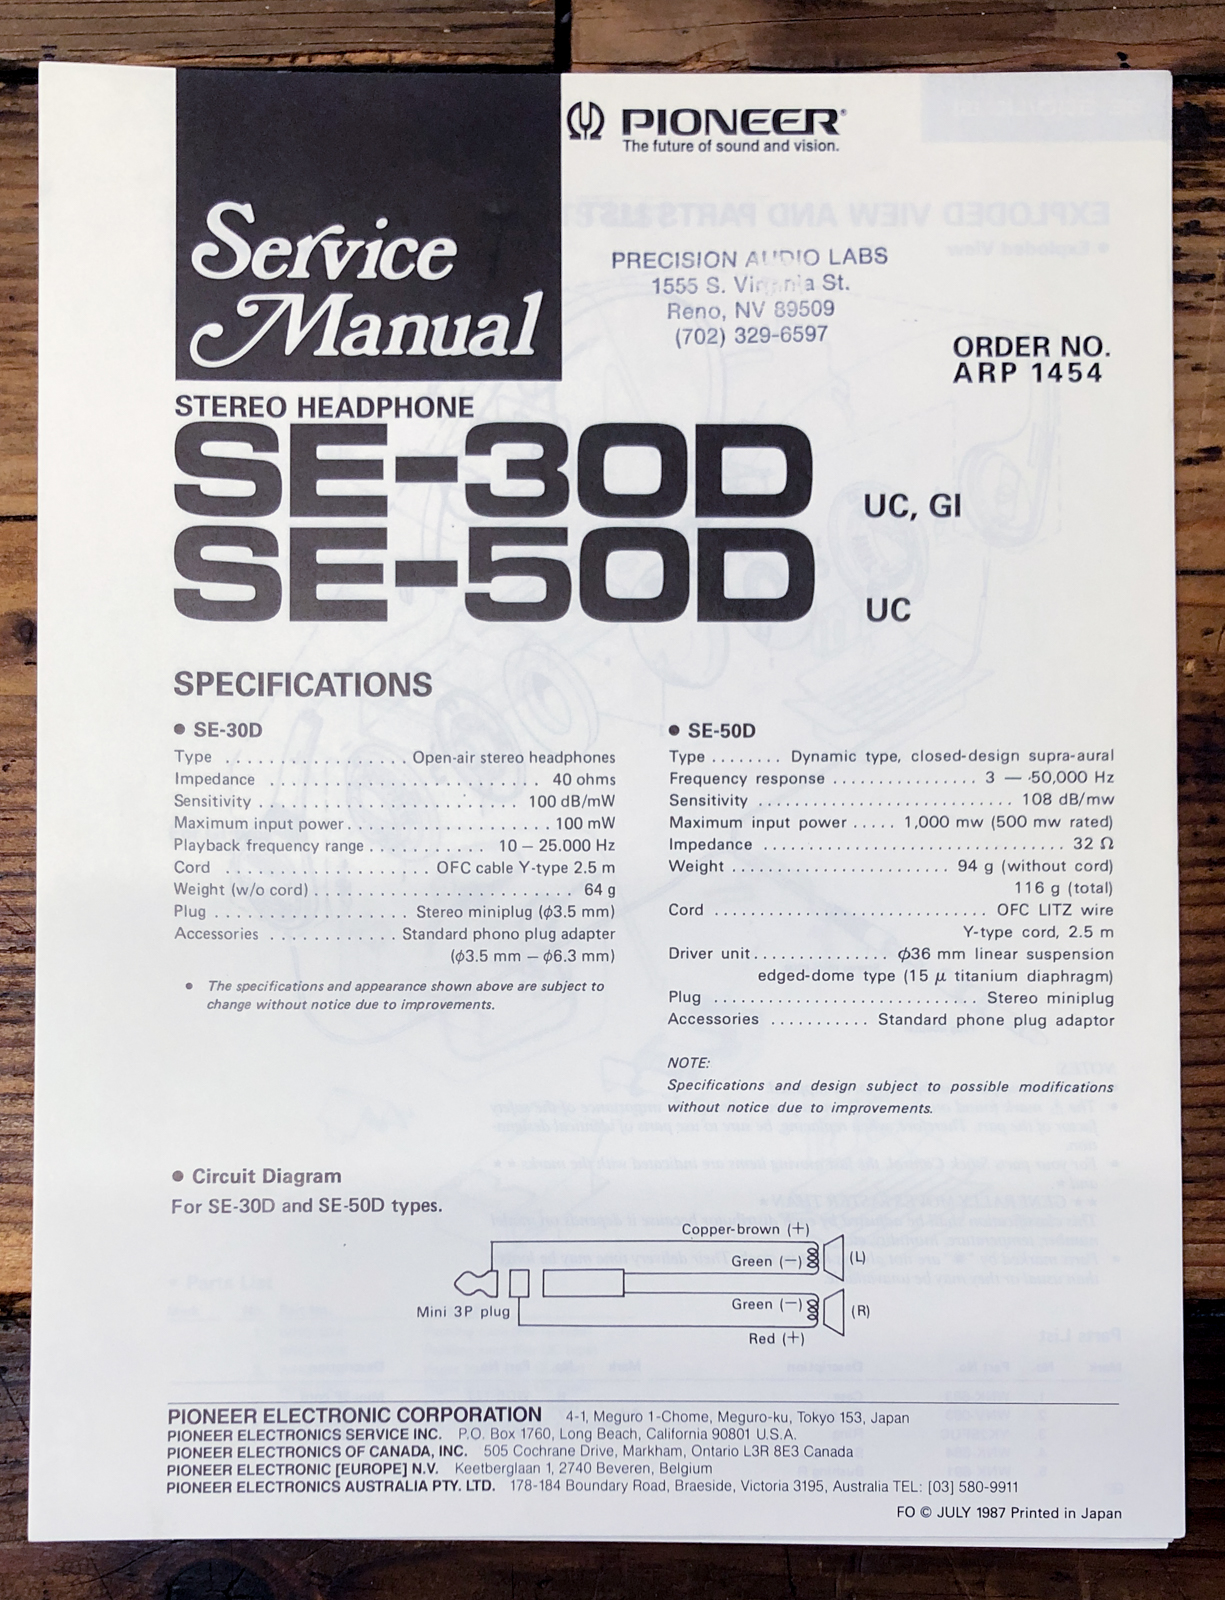 PIONEER®
The future of sound and vision.
Service
Manual
PRECISION AUDIO LABS
1555 S. Virginia St.
Reno, NV 89509
(702) 329-6597
ORDER NO.
ARP 1454
STEREO HEADPHONE
SE-30D UC, GI
SE-50D UC
SPECIFICATIONS
● SE-30D
Type . . . . . . . . . . . . . . . . . Open-air stereo headphones
Impedance . . . . . . . . . . . . . . . . . . . . . . . . . 40 ohms
Sensitivity . . . . . . . . . . . . . . . . . . . . . . . . 100 dB/mW
Maximum input power . . . . . . . . . . . . . . . . . . . 100 mW
Playback frequency range . . . . . . . . . . . 10 – 25.000 Hz
Cord . . . . . . . . . . . . . . . . . . . OFC cable Y-type 2.5 m
Weight (w/o cord) . . . . . . . . . . . . . . . . . . . . . . . . 64 g
Plug . . . . . . . . . . . . . . . . . . Stereo miniplug (ϕ3.5 mm)
Accessories . . . . . . . . . . . . Standard phono plug adapter
(ϕ3.5 mm – ϕ6.3 mm)
● The specifications and appearance shown above are subject to
change without notice due to improvements.
● SE-50D
Type . . . . . . . . Dynamic type, closed-design supra-aural
Frequency response . . . . . . . . . . . . . . . 3 — 50,000 Hz
Sensitivity . . . . . . . . . . . . . . . . . . . . . . . . . . 108 dB/mw
Maximum input power . . . . . 1,000 mw (500 mw rated)
Impedance . . . . . . . . . . . . . . . . . . . . . . . . . . . . . . 32 Ω
Weight . . . . . . . . . . . . . . . . . . . . . . 94 g (without cord)
116 g (total)
Cord . . . . . . . . . . . . . . . . . . . . . . . . . . . . OFC LITZ wire
Y-type cord, 2.5 m
Driver unit . . . . . . . . . . . . . . ϕ36 mm linear suspension
edged-dome type (15 μ titanium diaphragm)
Plug . . . . . . . . . . . . . . . . . . . . . . . . . . . Stereo miniplug
Accessories . . . . . . . . . . . Standard phone plug adaptor
NOTE:
Specifications and design subject to possible modifications
without notice due to improvements.
● Circuit Diagram
For SE-30D and SE-50D types.
Copper-brown (+)
Green (—) (L)
Mini 3P plug
Green (—) (R)
Red (+)
PIONEER ELECTRONIC CORPORATION 4-1, Meguro 1-Chome, Meguro-ku, Tokyo 153, Japan
PIONEER ELECTRONICS SERVICE INC. P.O. Box 1760, Long Beach, California 90801 U.S.A.
PIONEER ELECTRONICS OF CANADA, INC. 505 Cochrane Drive, Markham, Ontario L3R 8E3 Canada
PIONEER ELECTRONIC [EUROPE] N.V. Keetberglaan 1, 2740 Beveren, Belgium
PIONEER ELECTRONICS AUSTRALIA PTY. LTD. 178-184 Boundary Road, Braeside, Victoria 3195, Australia TEL: [03] 580-9911
FO © JULY 1987 Printed in Japan